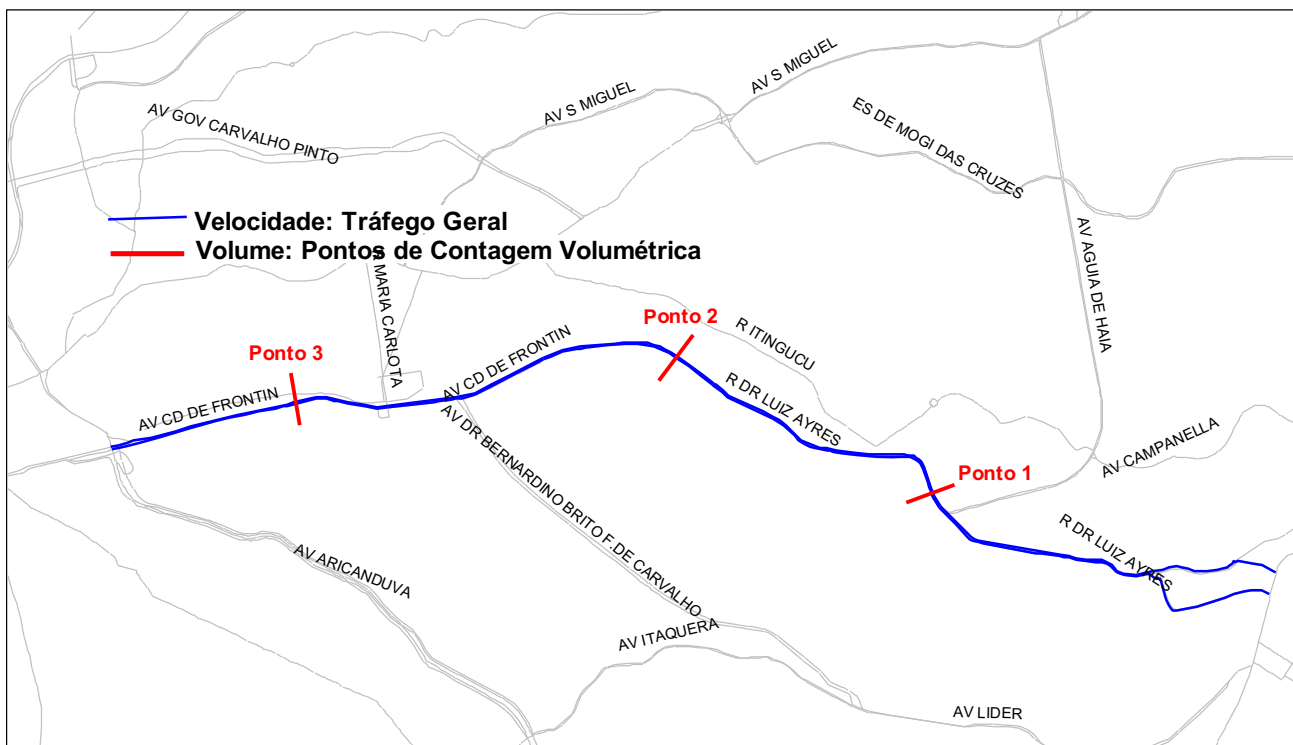 AV S MIGUEL
AV S MIGUEL
AV GOV CARVALHO PINTO
ES DE MOGI DAS CRUZES
Velocidade: Tráfego Geral
Volume: Pontos de Contagem Volumétrica
AV AGUIA DE HAIA
MARIA CARLOTA
Ponto 2
R ITINGUCU
Ponto 3
AV CD DE FRONTIN
AV CD DE FRONTIN
R DR LUIZ AYRES
AV DR BERNARDINO BRITO F.DE CARVALHO
AV CAMPANELLA
Ponto 1
AV ARICANDUVA
R DR LUIZ AYRES
AV ITAQUERA
AV LIDER